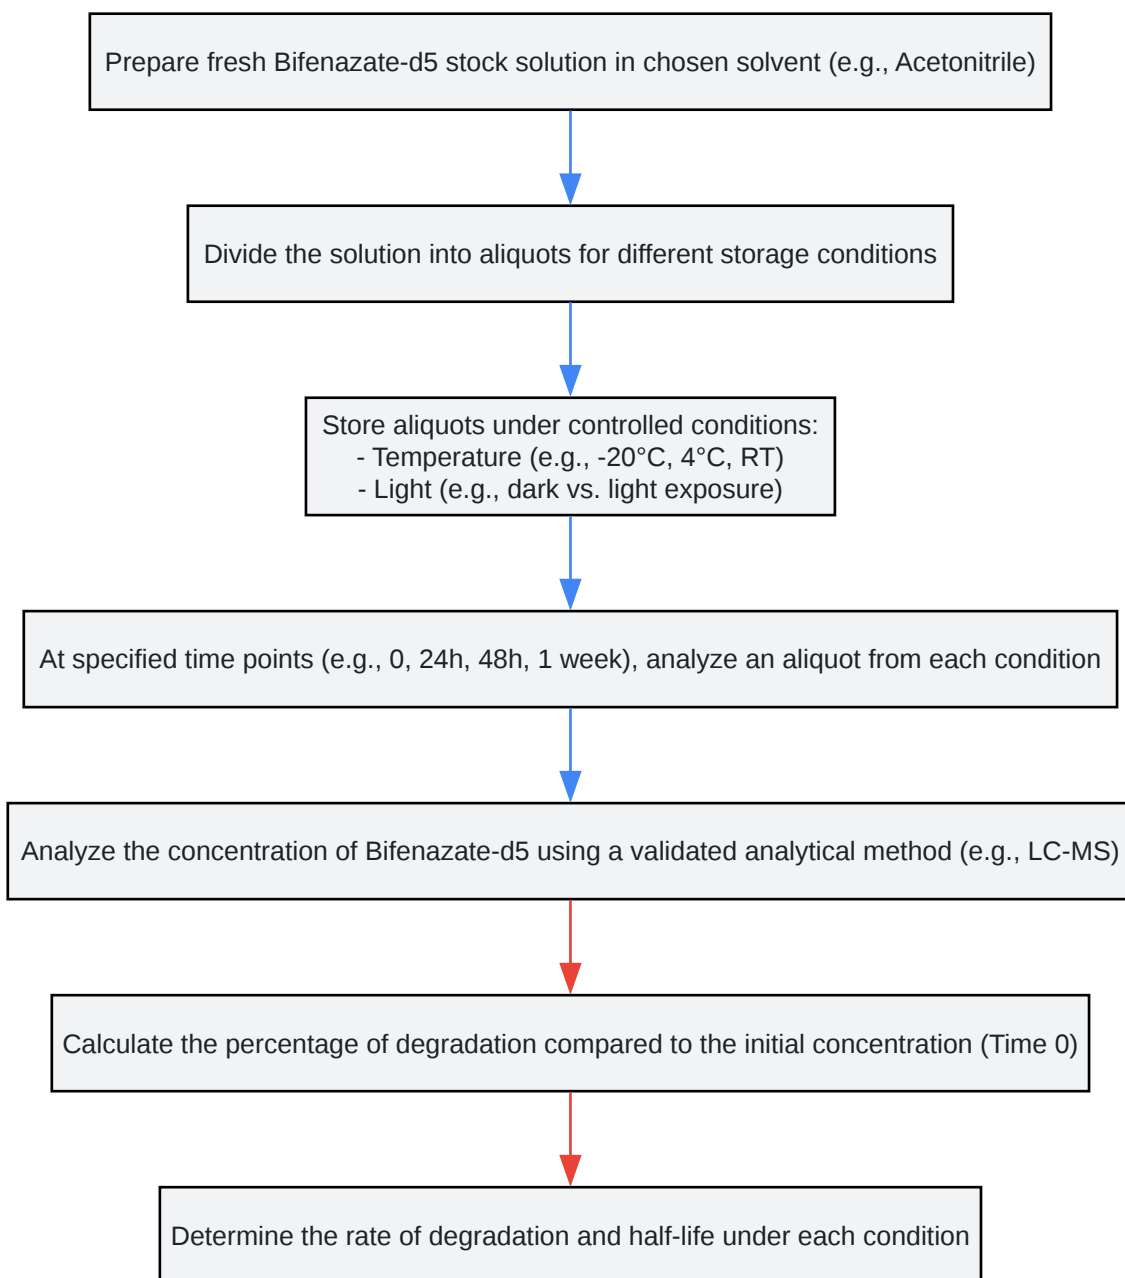 Prepare fresh Bifenazate-d5 stock solution in chosen solvent (e.g., Acetonitrile)
Divide the solution into aliquots for different storage conditions
Store aliquots under controlled conditions:
- Temperature (e.g., -20°C, 4°C, RT)
- Light (e.g., dark vs. light exposure)
At specified time points (e.g., 0, 24h, 48h, 1 week), analyze an aliquot from each condition
Analyze the concentration of Bifenazate-d5 using a validated analytical method (e.g., LC-MS)
Calculate the percentage of degradation compared to the initial concentration (Time 0)
Determine the rate of degradation and half-life under each condition